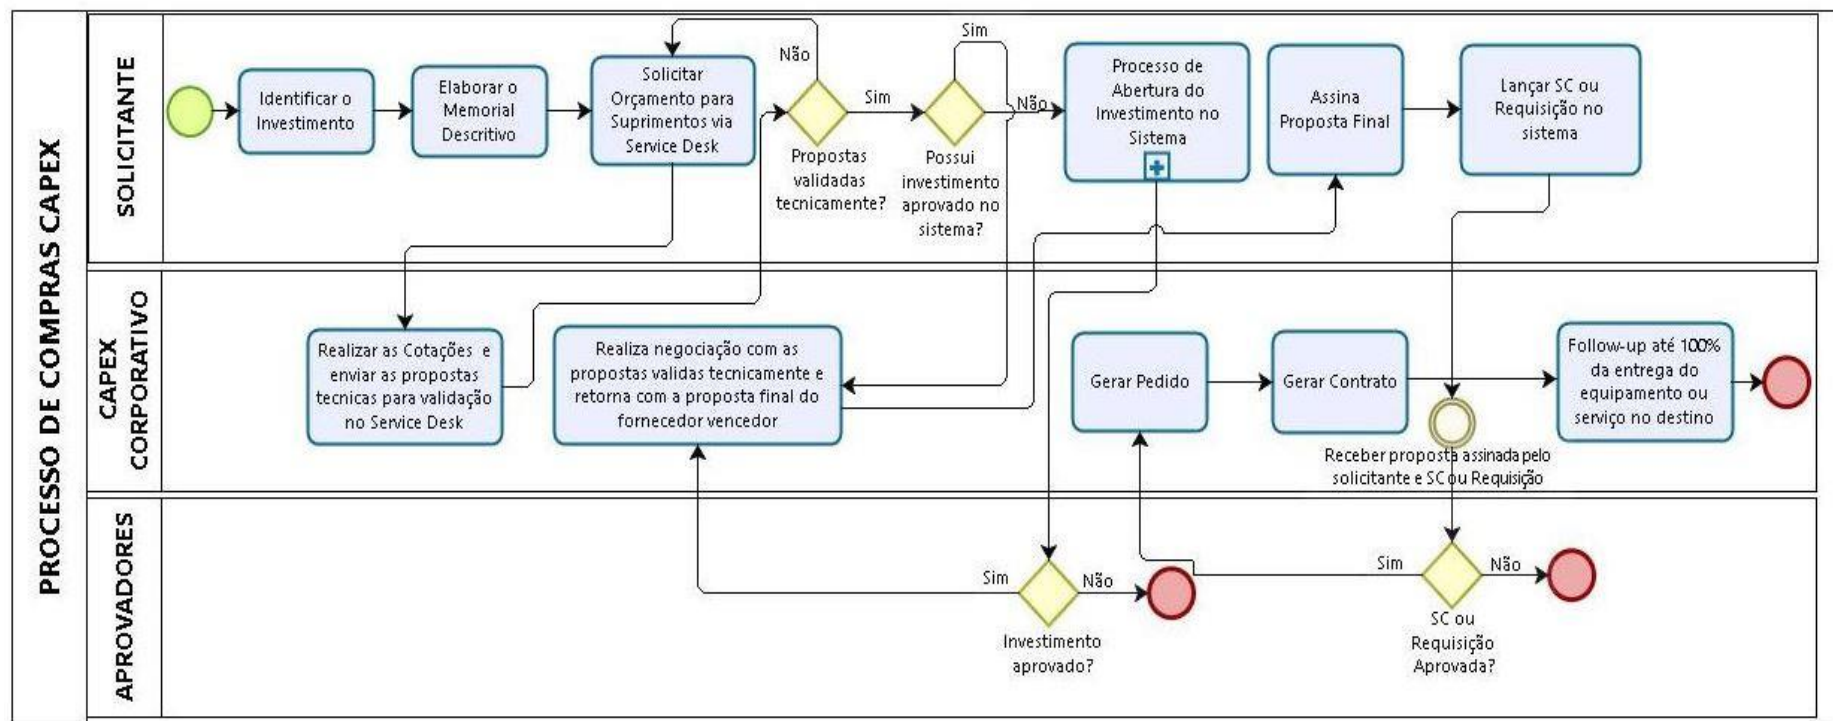 PROCESSO DE COMPRAS CAPEX
SOLICITANTE
Identificar o
Investimento
Elaborar o
Memorial
Descritivo
Solicitar
Orçamento para
Suprimentos via
Service Desk
Não
Sim
Propostas
validadas
tecnicamente?
Sim
Não
Possui
investimento
aprovado no
sistema?
Processo de
Abertura do
Investimento no
Sistema
Assina
Proposta Final
Lançar SC ou
Requisição no
sistema
CAPEX
CORPORATIVO
Realizar as Cotações e
enviar as propostas
tecnicas para validação
no Service Desk
Realiza negociação com as
propostas validas tecnicamente e
retorna com a proposta final do
fornecedor vencedor
Gerar Pedido
Gerar Contrato
Receber proposta assinada pelo
solicitante e SC ou Requisição
Follow-up até 100%
da entrega do
equipamento ou
serviço no destino
APROVADORES
Sim
Não
Investimento
aprovado?
Sim
Não
SC ou
Requisição
Aprovada?